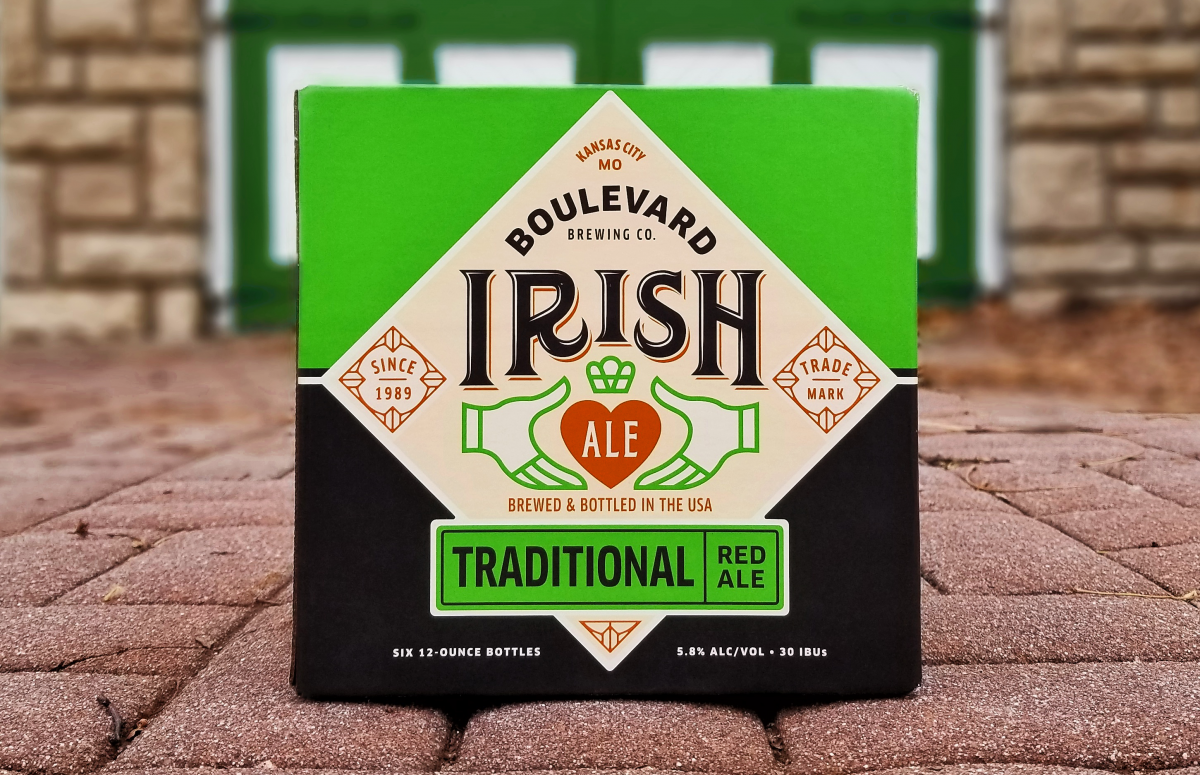 KANSAS CITY
MO
BOULEVARD
BREWING CO.
IRISH
SINCE
1989
TRADE
MARK
ALE
BREWED & BOTTLED IN THE USA
TRADITIONAL
RED
ALE
SIX 12-OUNCE BOTTLES
5.8% ALC/VOL • 30 IBUs